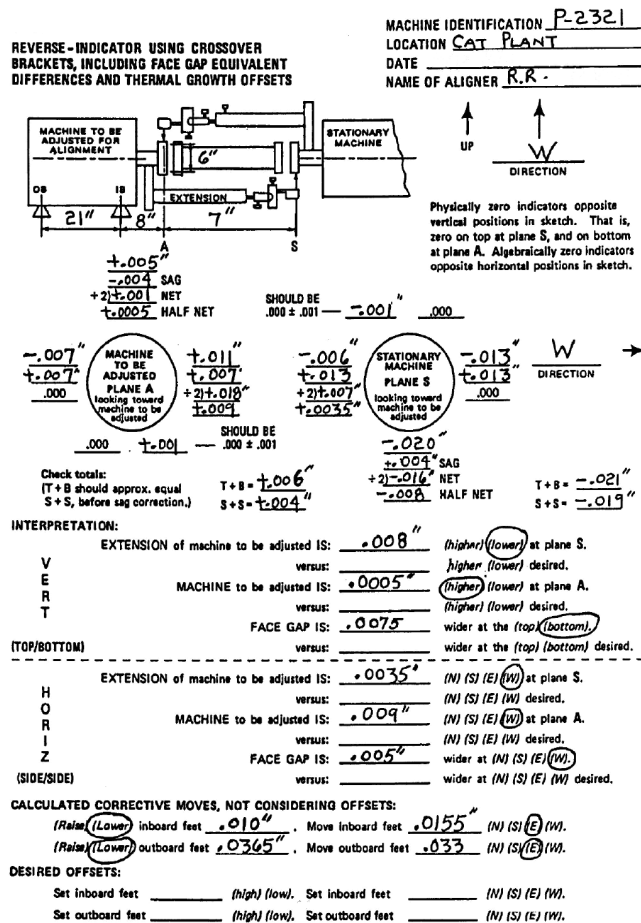 MACHINE IDENTIFICATION P-2321
LOCATION CAT PLANT
DATE
NAME OF ALIGNER R.R.
REVERSE-INDICATOR USING CROSSOVER
BRACKETS, INCLUDING FACE GAP EQUIVALENT
DIFFERENCES AND THERMAL GROWTH OFFSETS
MACHINE TO BE
ADJUSTED FOR
ALIGNMENT
6"
STATIONARY
MACHINE
UP
W
DIRECTION
OB
IB
EXTENSION
21"
8"
7"
A
S
Physically zero indicators opposite
vertical positions in sketch. That is,
zero on top at plane S, and on bottom
at plane A. Algebraically zero indicators
opposite horizontal positions in sketch.
+.005"
-.004 SAG
÷2)+.001 NET
+.0005 HALF NET
SHOULD BE
.000 ± .001 — -.001" .000
-.007"
+.007"
.000
MACHINE
TO BE
ADJUSTED
PLANE A
looking toward
machine to be
adjusted
+.011"
+.007"
÷2)+.018"
+.009
-.006"
+.013
÷2)+.007"
+.0035"
STATIONARY
MACHINE
PLANE S
looking toward
machine to be
adjusted
-.013"
+.013"
.000
W
DIRECTION
.000 +.001 — SHOULD BE
.000 ± .001
-.020"
+.004" SAG
÷2)-.016" NET
-.008 HALF NET
Check totals:
(T + B should approx. equal
S + S, before sag correction.)
T + B = +.006"
S + S = +.004"
T + B = -.021"
S + S = -.019"
INTERPRETATION:
VERT
EXTENSION of machine to be adjusted IS: .008" (higher) (lower) at plane S.
versus: (higher) (lower) desired.
MACHINE to be adjusted IS: .0005" (higher) (lower) at plane A.
versus: (higher) (lower) desired.
FACE GAP IS: .0075 wider at the (top) (bottom).
(TOP/BOTTOM) versus: wider at the (top) (bottom) desired.
HORIZ
EXTENSION of machine to be adjusted IS: .0035" (N) (S) (E) (W) at plane S.
versus: (N) (S) (E) (W) desired.
MACHINE to be adjusted IS: .009" (N) (S) (E) (W) at plane A.
versus: (N) (S) (E) (W) desired.
FACE GAP IS: .005" wider at (N) (S) (E) (W).
(SIDE/SIDE) versus: wider at (N) (S) (E) (W) desired.
CALCULATED CORRECTIVE MOVES, NOT CONSIDERING OFFSETS:
(Raise) (Lower) inboard feet .010" . Move inboard feet .0155" (N) (S) (E) (W).
(Raise) (Lower) outboard feet .0365" . Move outboard feet .033 (N) (S) (E) (W).
DESIRED OFFSETS:
Set inboard feet (high) (low). Set inboard feet (N) (S) (E) (W).
Set outboard feet (high) (low). Set outboard feet (N) (S) (E) (W).